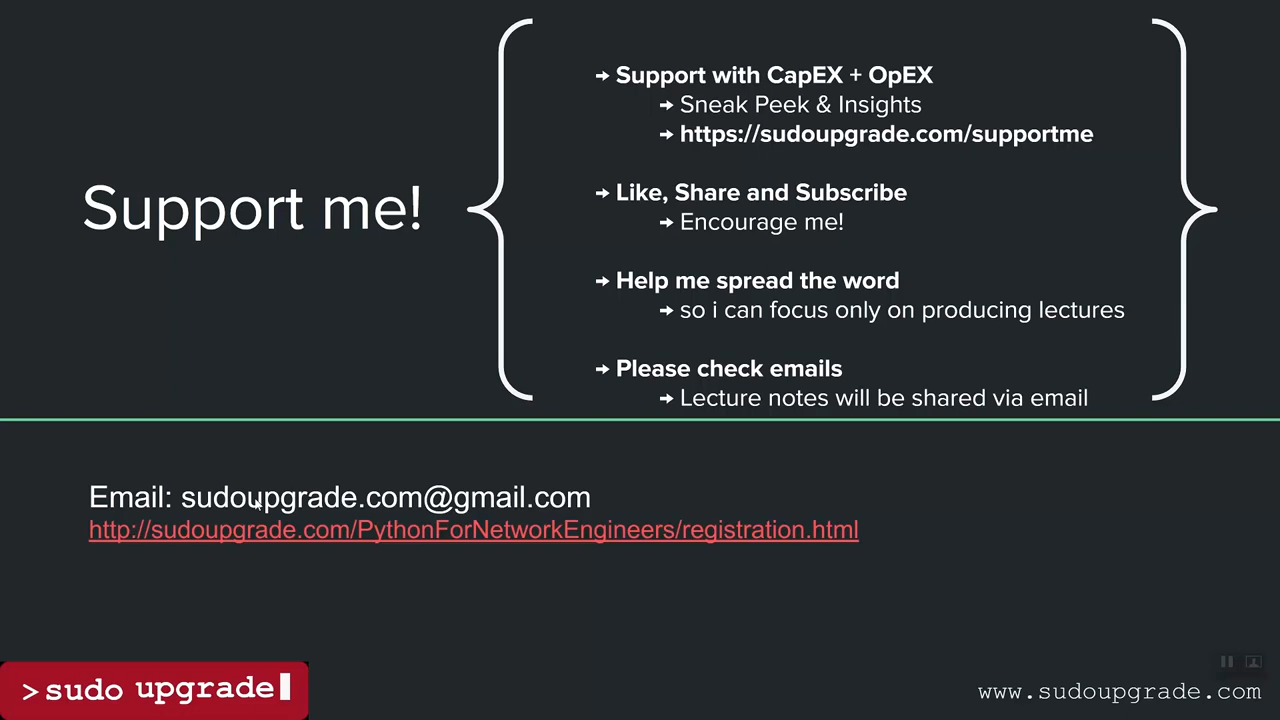 Support me!
→ Support with CapEX + OpEX
→ Sneak Peek & Insights
→ https://sudoupgrade.com/supportme
→ Like, Share and Subscribe
→ Encourage me!
→ Help me spread the word
→ so i can focus only on producing lectures
→ Please check emails
→ Lecture notes will be shared via email
Email: sudoupgrade.com@gmail.com
http://sudoupgrade.com/PythonForNetworkEngineers/registration.html
>sudo upgrade
www.sudoupgrade.com